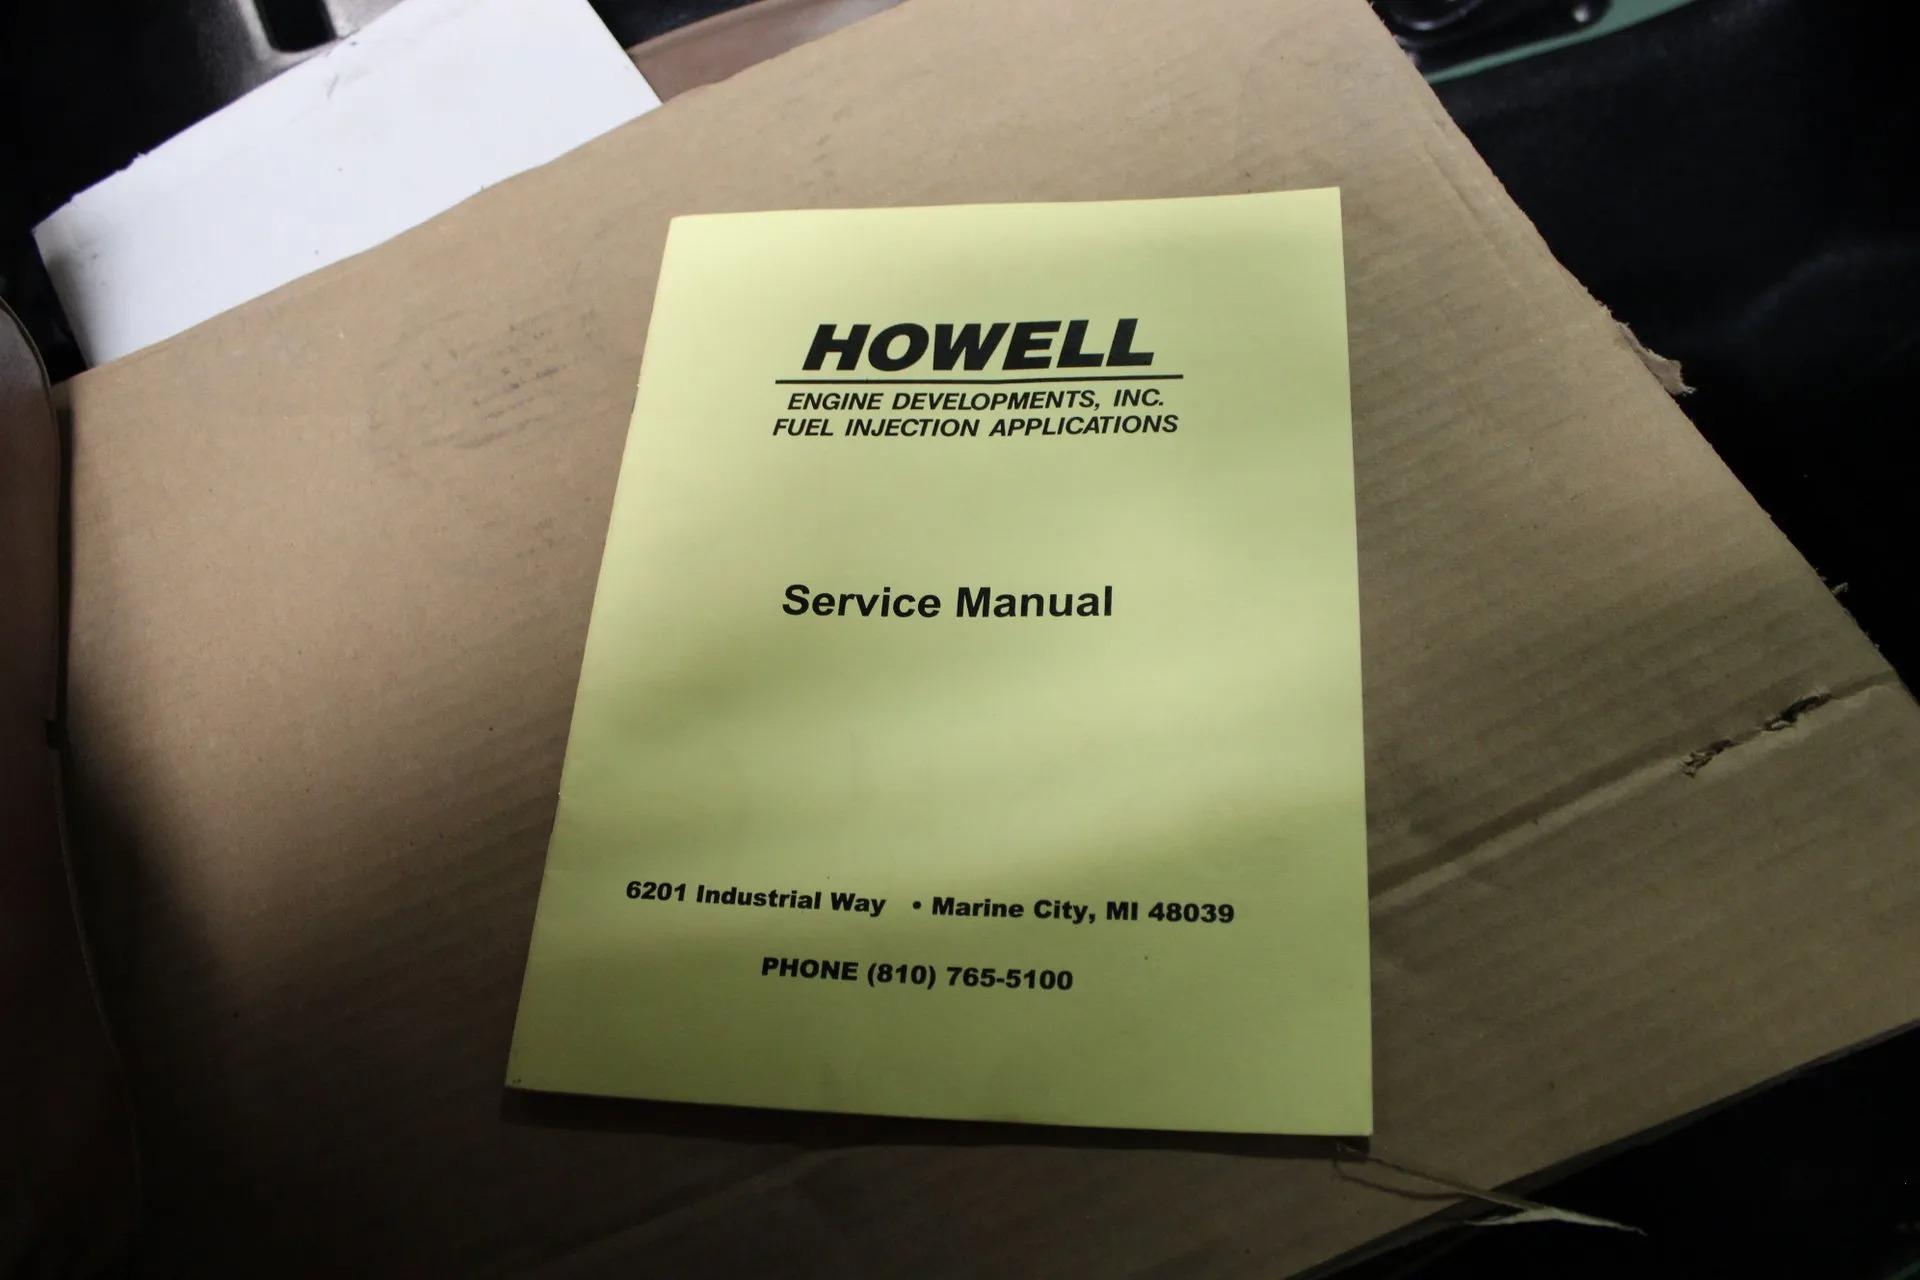 HOWELL
ENGINE DEVELOPMENTS, INC.
FUEL INJECTION APPLICATIONS
Service Manual
6201 Industrial Way • Marine City, MI 48039
PHONE (810) 765-5100